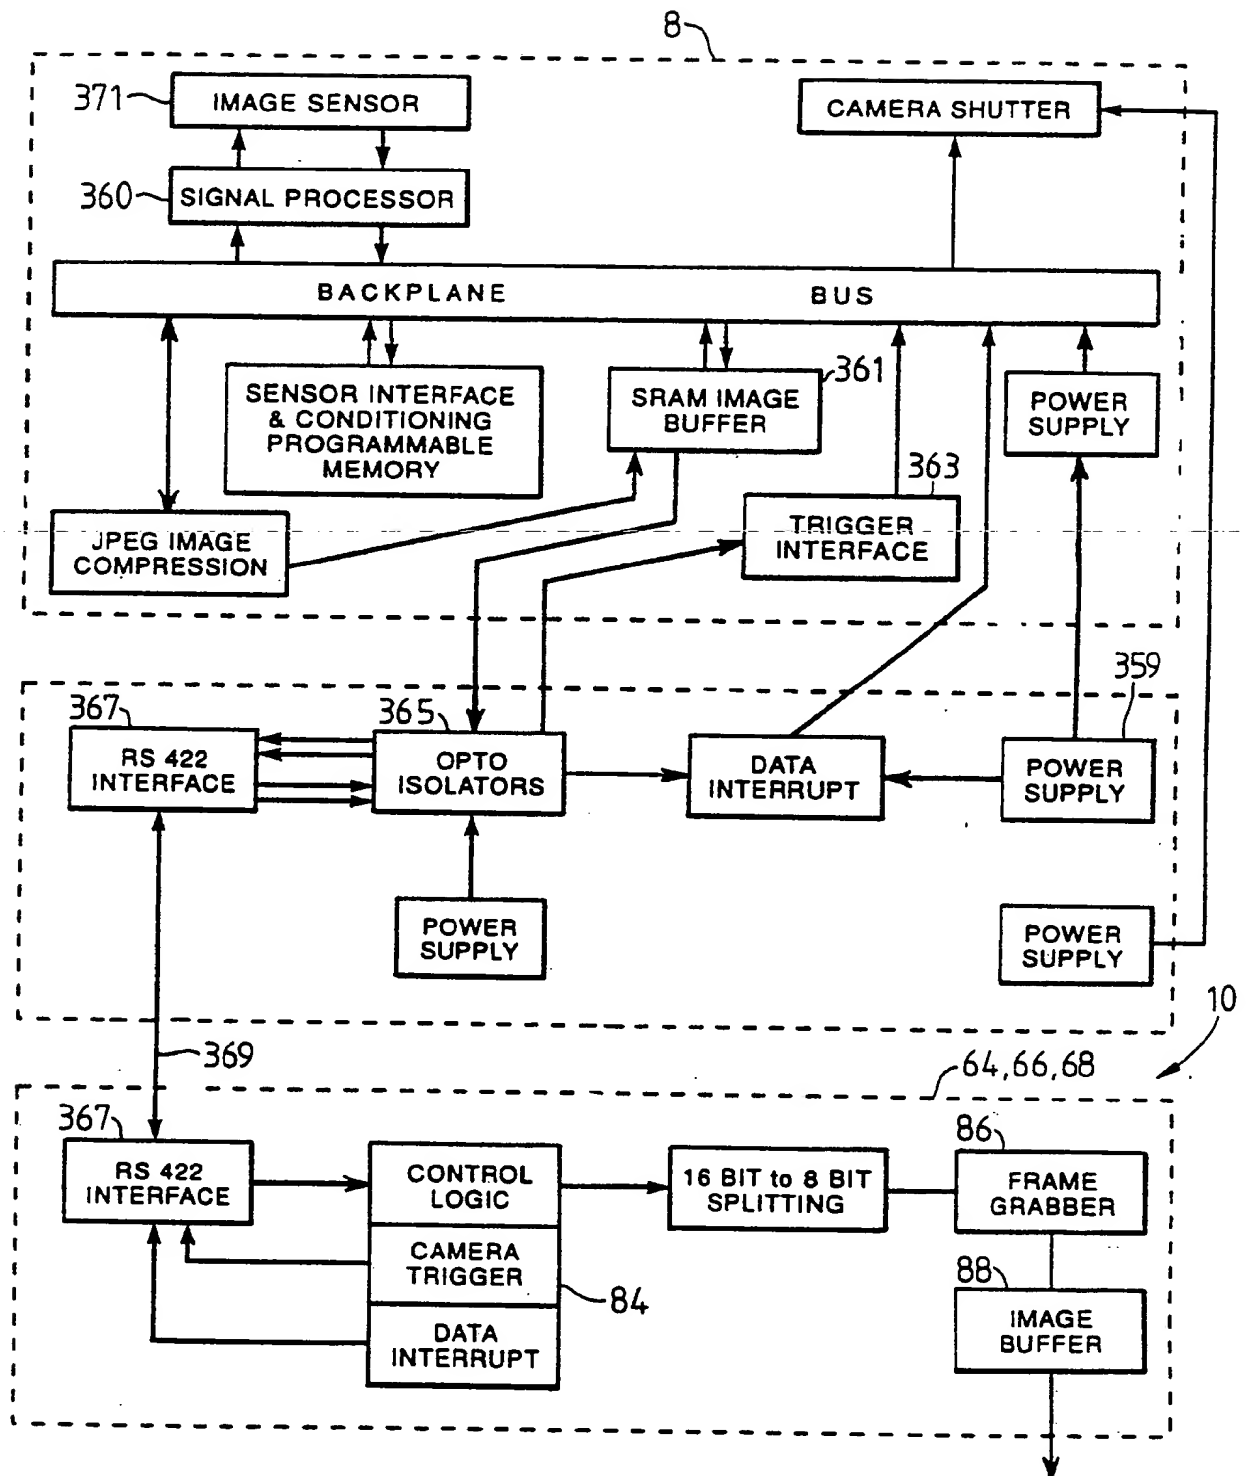 8
371
IMAGE SENSOR
CAMERA SHUTTER
360
SIGNAL PROCESSOR
BACKPLANE BUS
SENSOR INTERFACE
& CONDITIONING
PROGRAMMABLE
MEMORY
361
SRAM IMAGE
BUFFER
POWER
SUPPLY
363
JPEG IMAGE
COMPRESSION
TRIGGER
INTERFACE
367
RS 422
INTERFACE
365
OPTO
ISOLATORS
DATA
INTERRUPT
359
POWER
SUPPLY
POWER
SUPPLY
POWER
SUPPLY
10
369
64,66,68
367
RS 422
INTERFACE
CONTROL
LOGIC
16 BIT to 8 BIT
SPLITTING
86
FRAME
GRABBER
CAMERA
TRIGGER
84
88
IMAGE
BUFFER
DATA
INTERRUPT